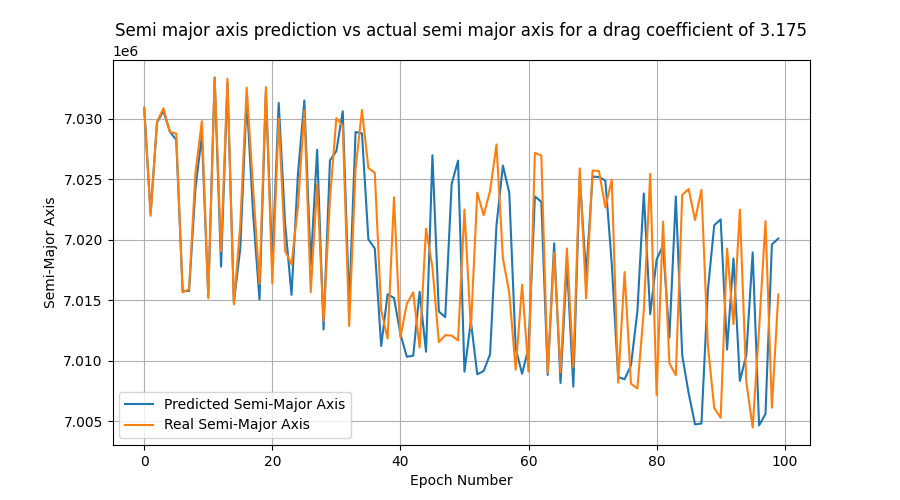 Semi major axis prediction vs actual semi major axis for a drag coefficient of 3.175
1e6
7.030
7.025
7.020
7.015
7.010
7.005
Semi-Major Axis
Predicted Semi-Major Axis
Real Semi-Major Axis
0 20 40 60 80 100
Epoch Number